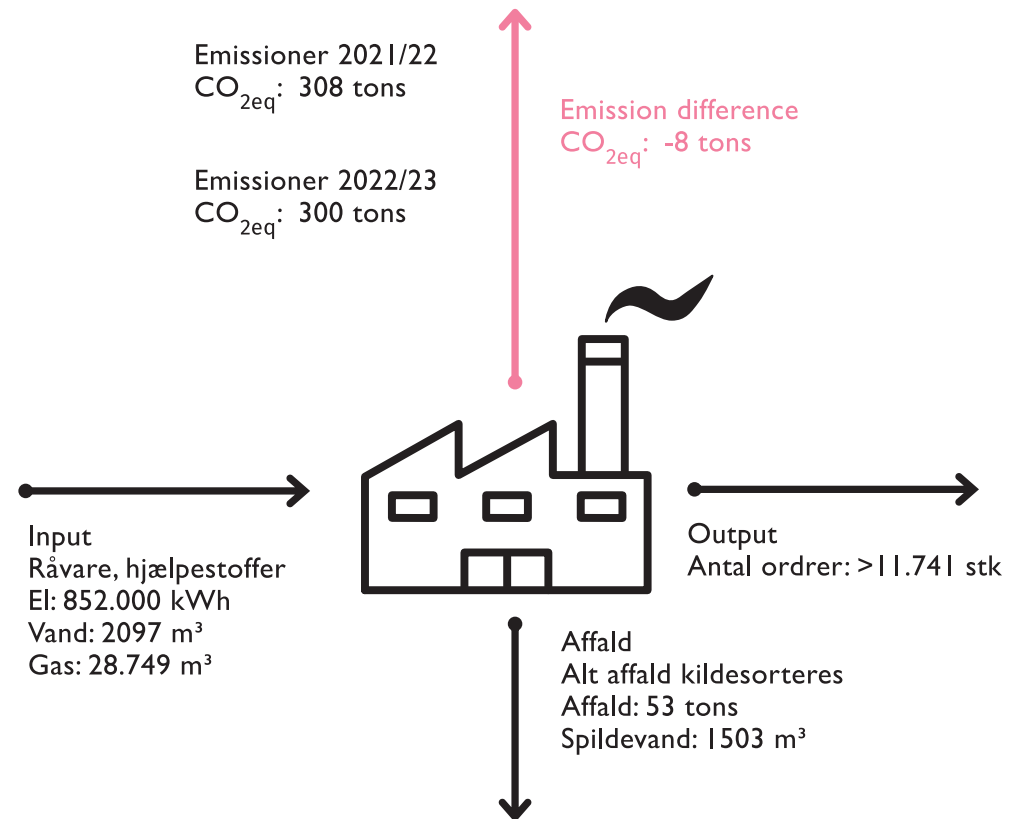 Emissioner 2021/22
CO2eq: 308 tons
Emission difference
CO2eq: -8 tons
Emissioner 2022/23
CO2eq: 300 tons
Input
Råvare, hjælpestoffer
El: 852.000 kWh
Vand: 2097 m³
Gas: 28.749 m³
Output
Antal ordrer: >11.741 stk
Affald
Alt affald kildesorteres
Affald: 53 tons
Spildevand: 1503 m³